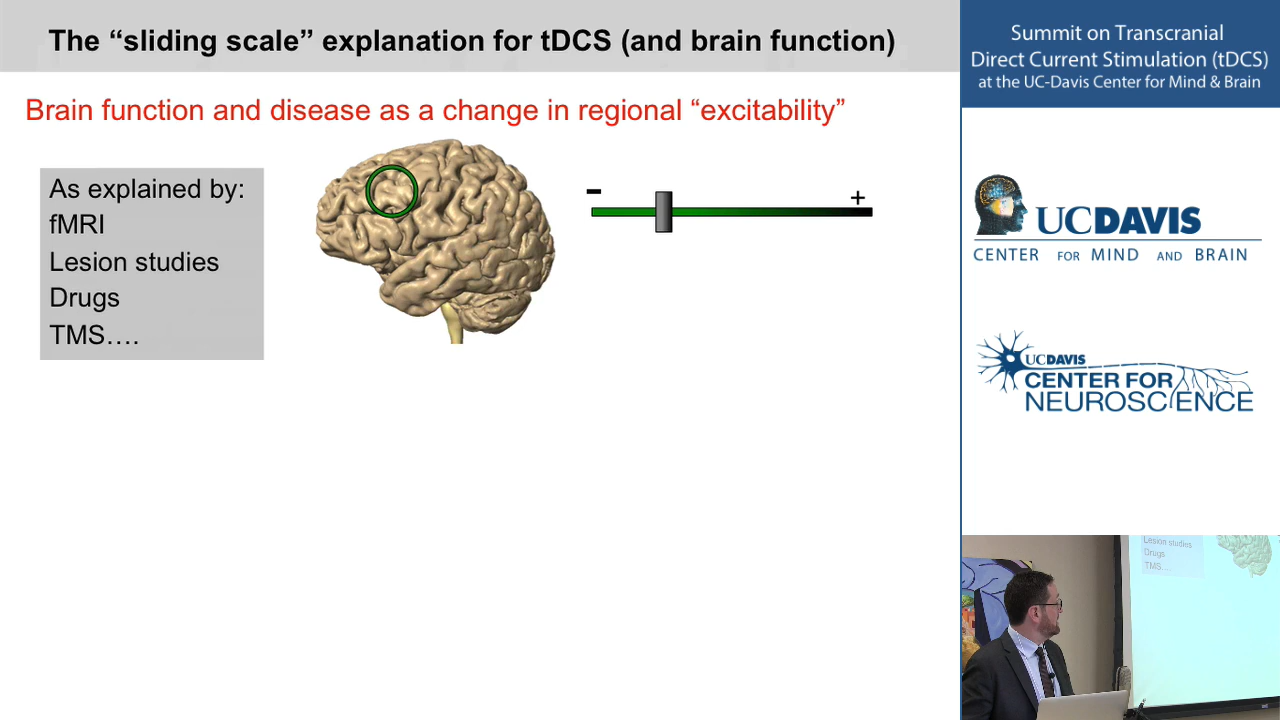 The “sliding scale” explanation for tDCS (and brain function)
Brain function and disease as a change in regional “excitability”
As explained by:
fMRI
Lesion studies
Drugs
TMS….
-
+
Summit on Transcranial
Direct Current Stimulation (tDCS)
at the UC-Davis Center for Mind & Brain
UCDAVIS
CENTER FOR MIND AND BRAIN
UCDAVIS
CENTER FOR
NEUROSCIENCE
Lesion studies
Drugs
TMS….